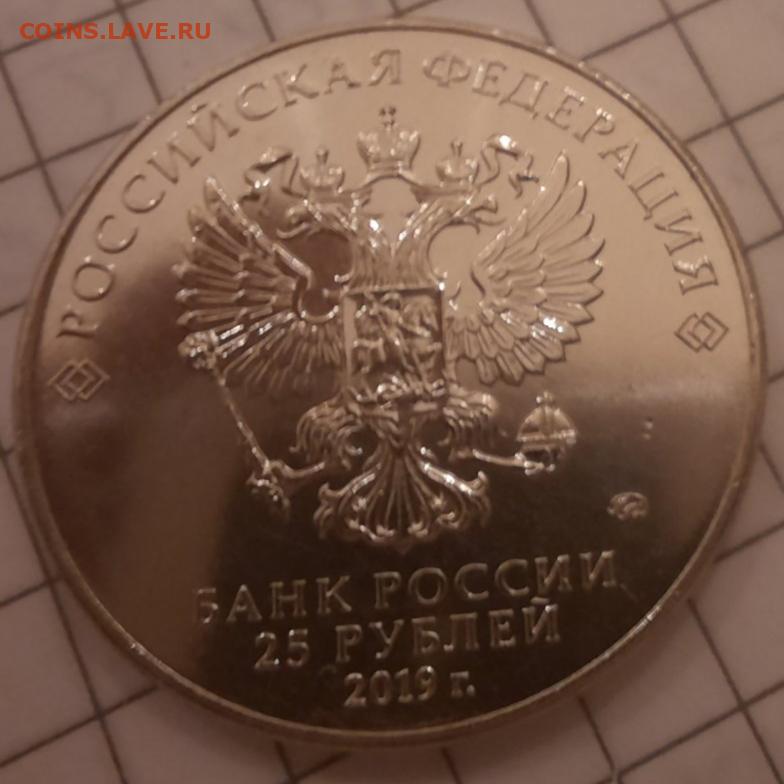 COINS.LAVE.RU
РОССИЙСКАЯ ФЕДЕРАЦИЯ
БАНК РОССИИ
25 РУБЛЕЙ
2019 г.